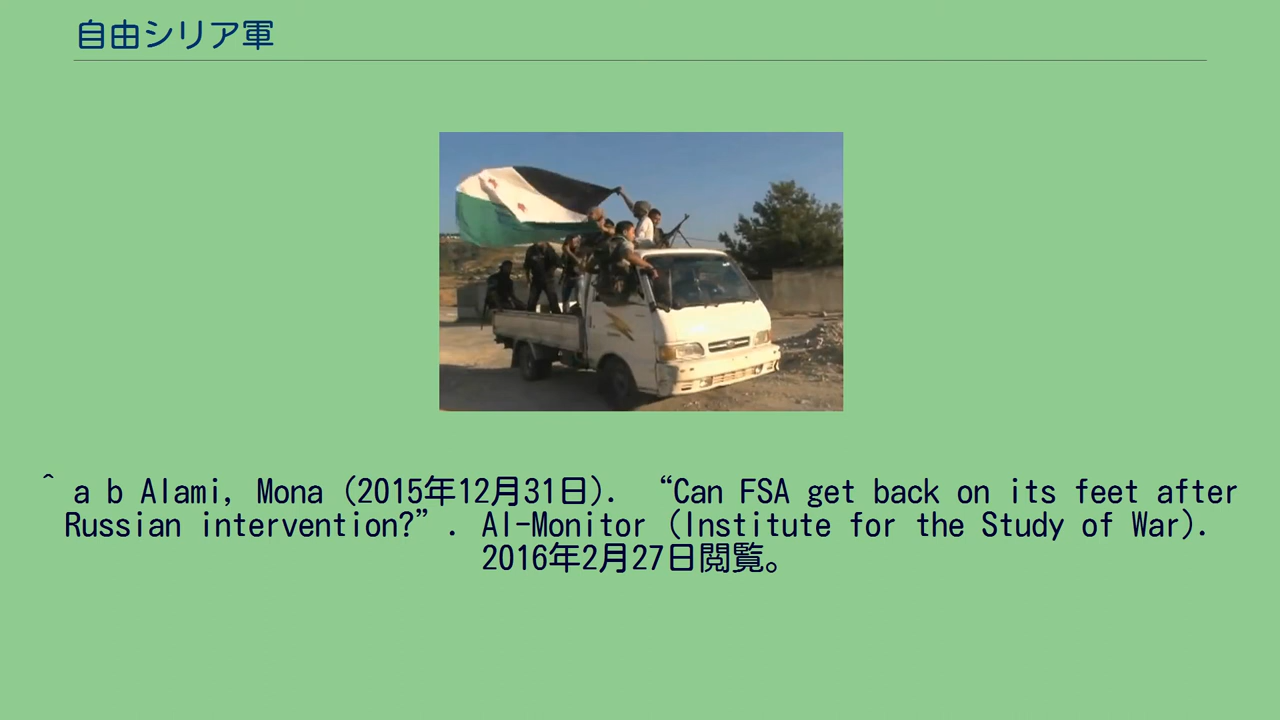 自由シリア軍
^ a b Alami, Mona (2015年12月31日). “Can FSA get back on its feet after
Russian intervention?”. Al-Monitor (Institute for the Study of War).
2016年2月27日閲覧。